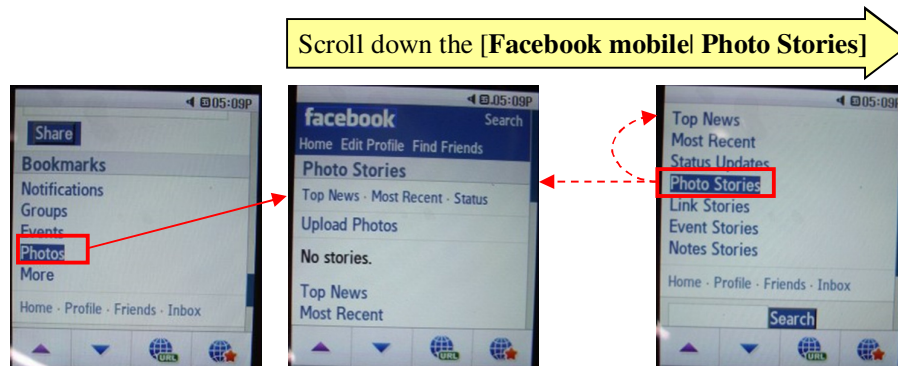 Scroll down the [Facebook mobile| Photo Stories]
05:09P
Share
Bookmarks
Notifications
Groups
Events
Photos
More
Home · Profile · Friends · Inbox
URL
05:09P
facebook Search
Home Edit Profile Find Friends
Photo Stories
Top News · Most Recent · Status
Upload Photos
No stories.
Top News
Most Recent
URL
05:09P
Top News
Most Recent
Status Updates
Photo Stories
Link Stories
Event Stories
Notes Stories
Home · Profile · Friends · Inbox
Search
URL